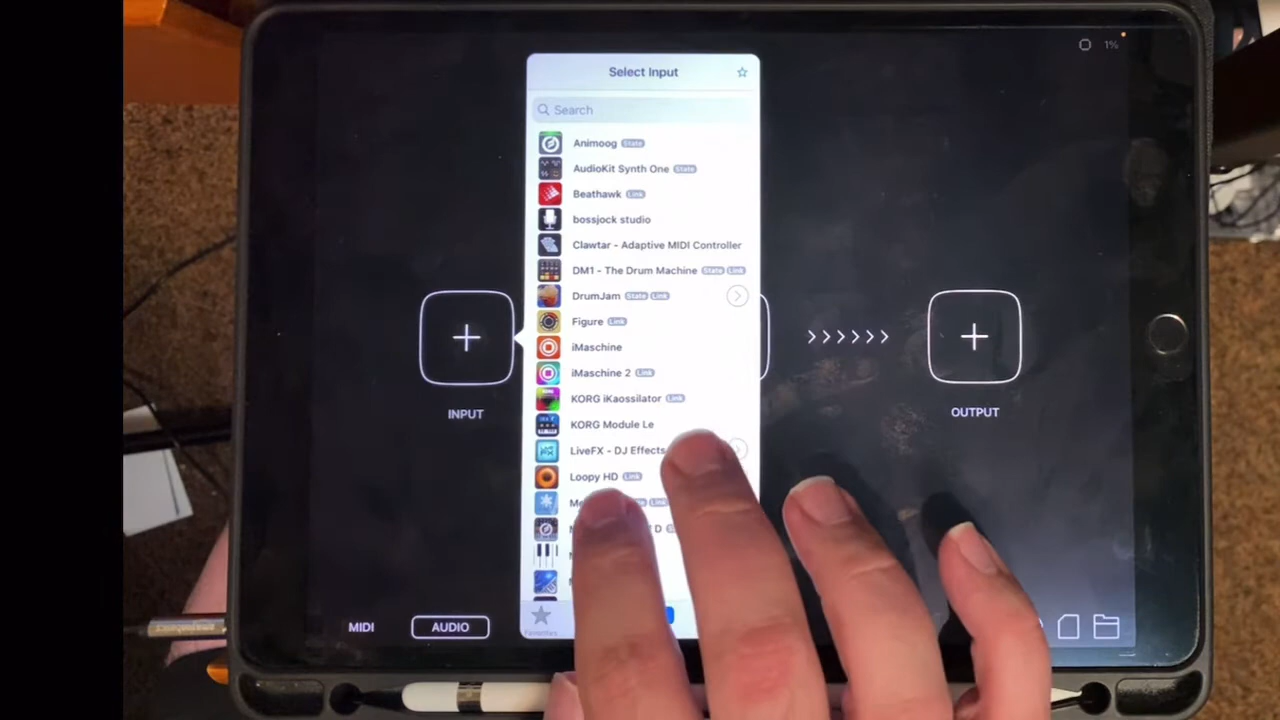 1%
Select Input
Search
Animoog State
AudioKit Synth One State
Beathawk Link
bossjock studio
Clawtar - Adaptive MIDI Controller
DM1 - The Drum Machine State Link
DrumJam State Link
Figure Link
iMaschine
iMaschine 2 Link
KORG iKaossilator Link
KORG Module Le
LiveFX - DJ Effects
Loopy HD Link
INPUT
OUTPUT
MIDI
AUDIO
Favorites